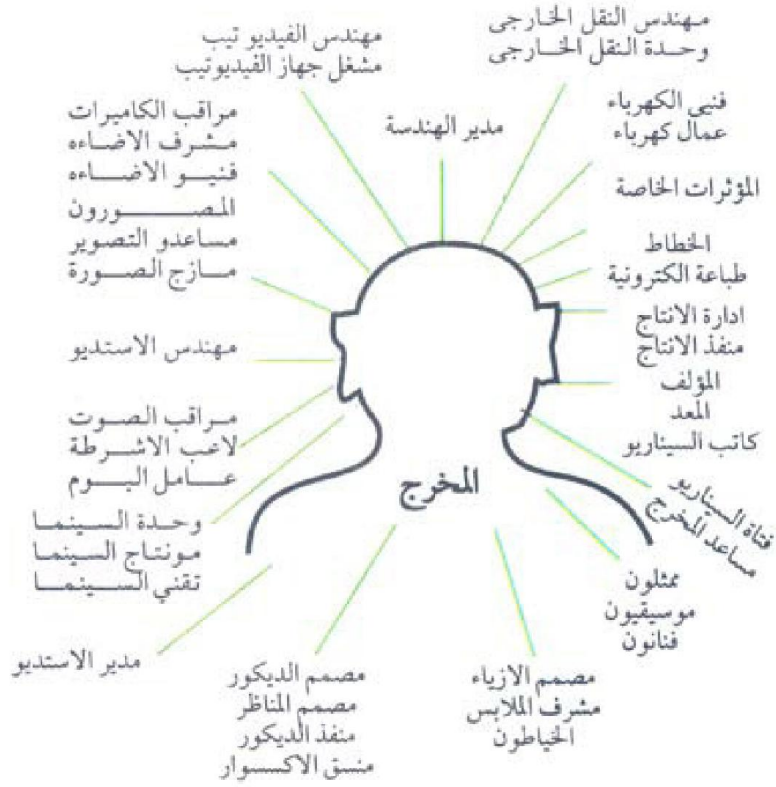 مهندس النقل الخارجى
وحدة النقل الخارجى
مهندس الفيديو تيب
مشغل جهاز الفيديوتيب
مدير الهندسة
فنيى الكهرباء
عمال كهرباء
المؤثرات الخاصة
الخطاط
طباعة الكترونية
ادارة الانتاج
منفذ الانتاج
المؤلف
المعد
كاتب السيناريو
فتاة السيناريو
مساعد المخرج
ممثلون
موسيقيون
فنانون
مصمم الازياء
مشرف الملابس
الخياطون
المخرج
مراقب الكاميرات
مشرف الاضاءه
فنيو الاضاءه
المصورون
مساعدو التصوير
مازج الصورة
مهندس الاستديو
مراقب الصوت
لاعب الاشرطة
عامل البوم
وحدة السينما
مونتاج السينما
تقني السينما
مدير الاستديو
مصمم الديكور
مصمم المناظر
منفذ الديكور
منسق الاكسسوار